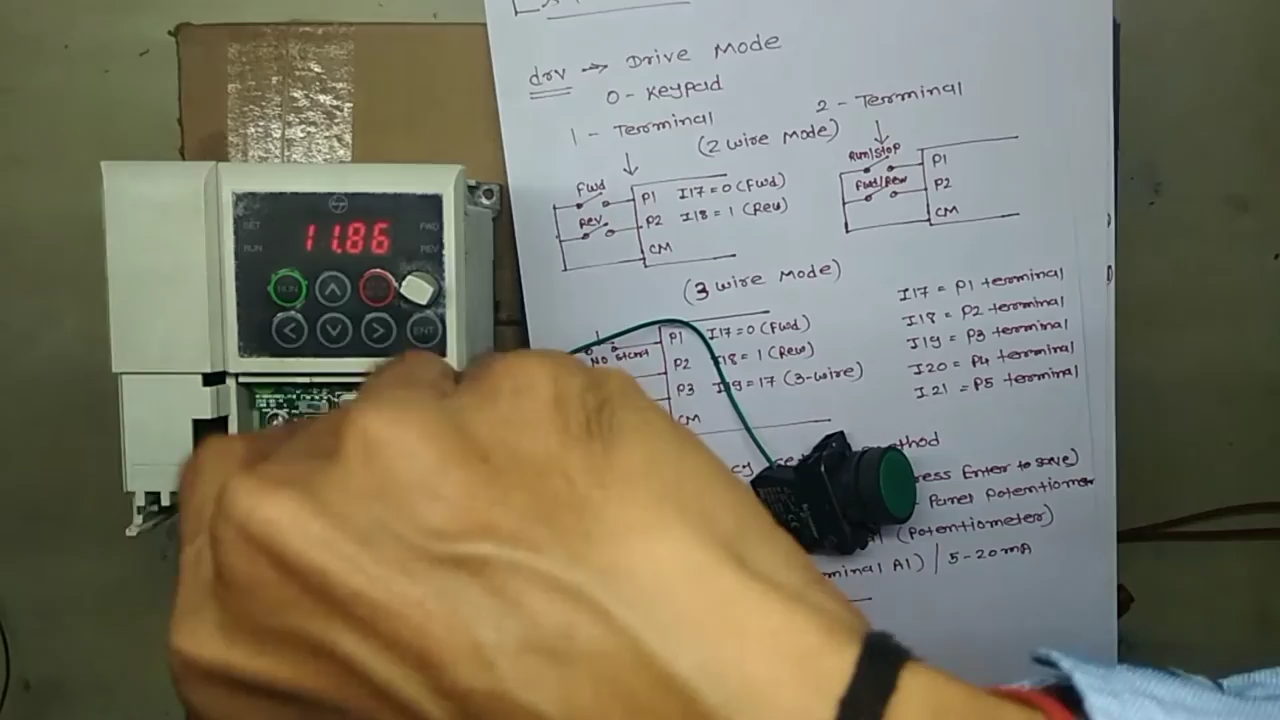 drv → Drive Mode
0 - Keypad
1 - Terminal
2 - Terminal
(2 wire Mode)
Fwd
P1 I17 = 0 (Fwd)
Rev
P2 I18 = 1 (Rev)
CM
Run/Stop
P1
Fwd/Rev
P2
CM
(3 wire Mode)
NO Start
P1 I17 = 0 (Fwd)
P2 I18 = 1 (Rev)
P3 I19 = 17 (3-wire)
CM
I17 = P1 terminal
I18 = P2 terminal
I19 = P3 terminal
I20 = P4 terminal
I21 = P5 terminal
Press Enter to save)
Panel Potentiometer
(Potentiometer)
A1) / 5-20mA
SET
FWD
RUN
REV
11.86
RUN
ENT